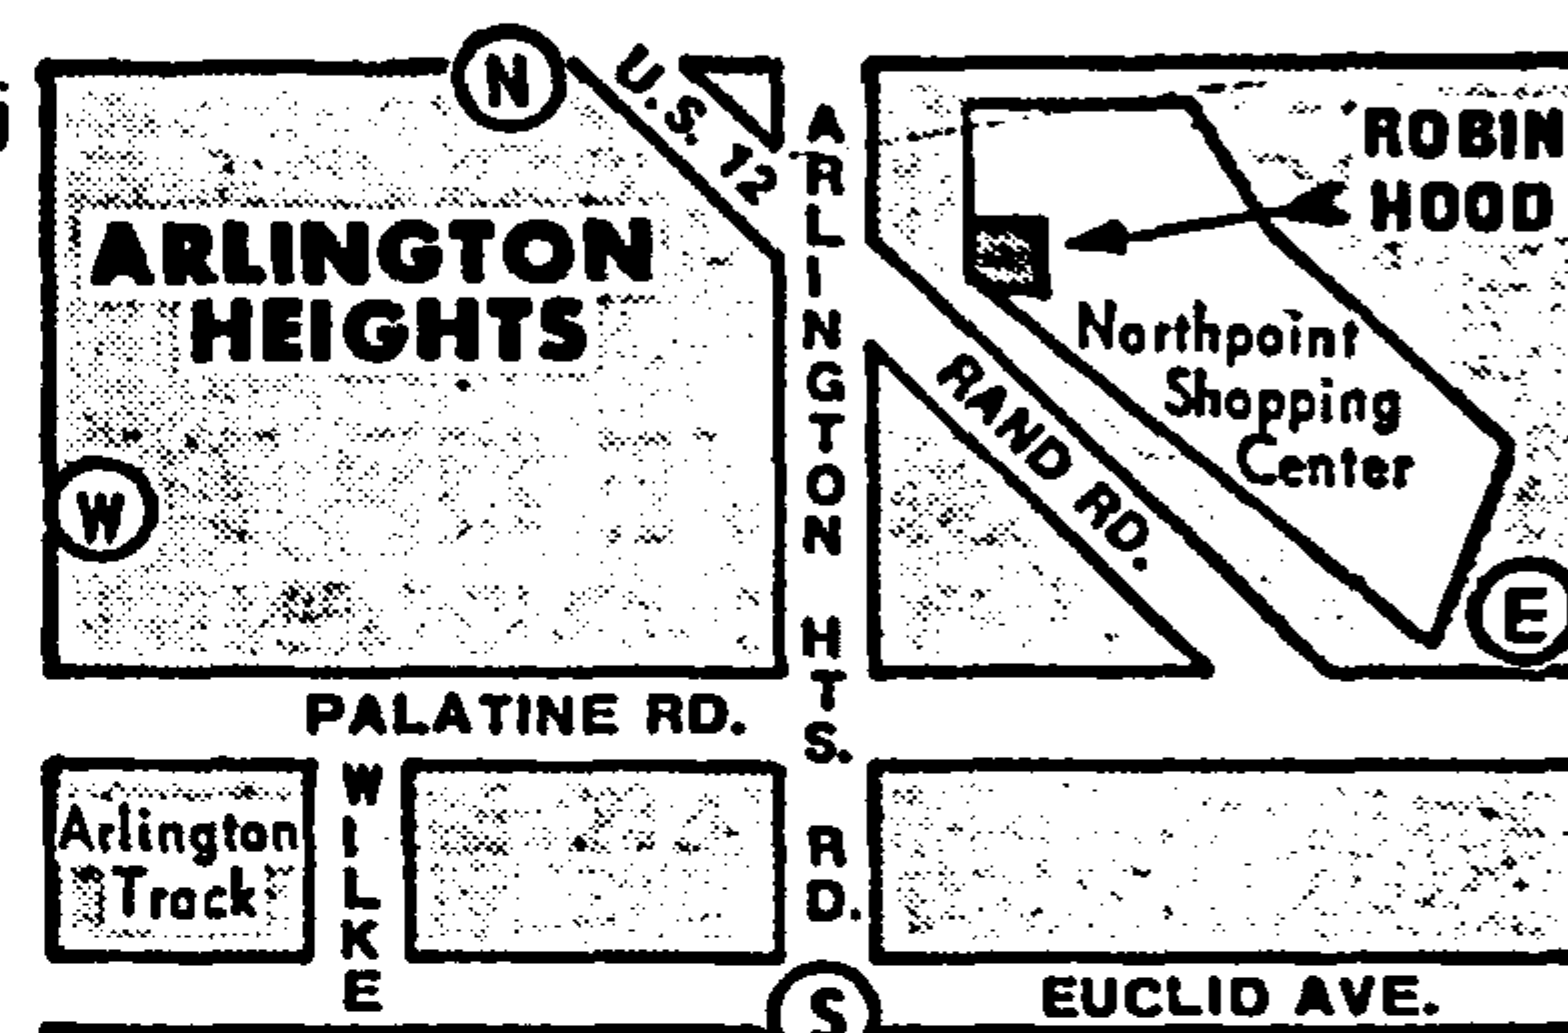 N
U.S. 12
ARLINGTON HTS. RD.
ROBIN
HOOD
ARLINGTON
HEIGHTS
Northpoint
Shopping
Center
RAND RD.
W
E
PALATINE RD.
WILKE
Arlington
Track
S
EUCLID AVE.